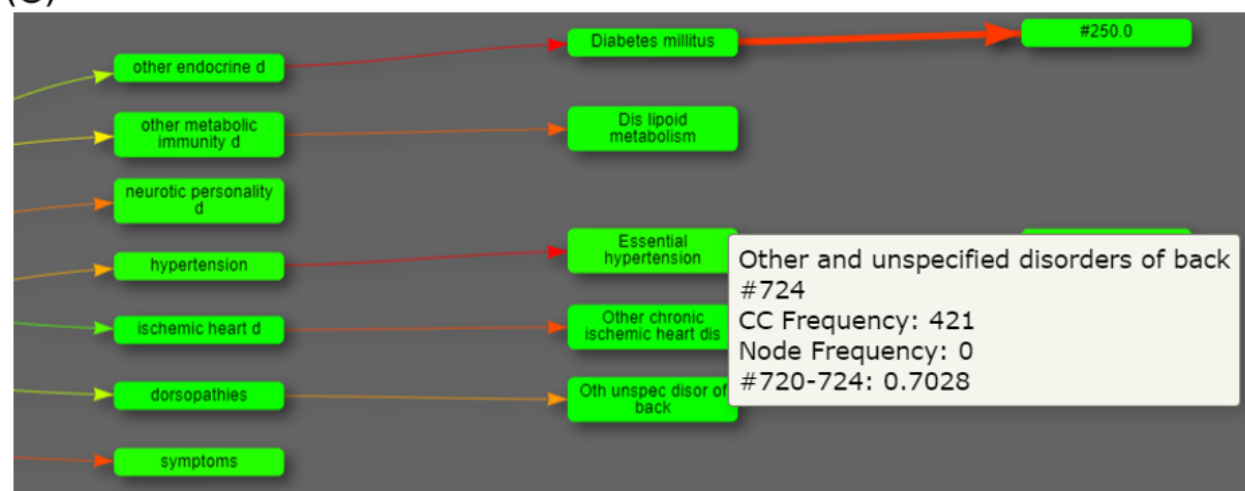 other endocrine d
Diabetes millitus
#250.0
other metabolic
immunity d
Dis lipoid
metabolism
neurotic personality
d
hypertension
Essential
hypertension
ischemic heart d
Other chronic
ischemic heart dis
dorsopathies
Oth unspec disor of
back
symptoms
Other and unspecified disorders of back
#724
CC Frequency: 421
Node Frequency: 0
#720-724: 0.7028